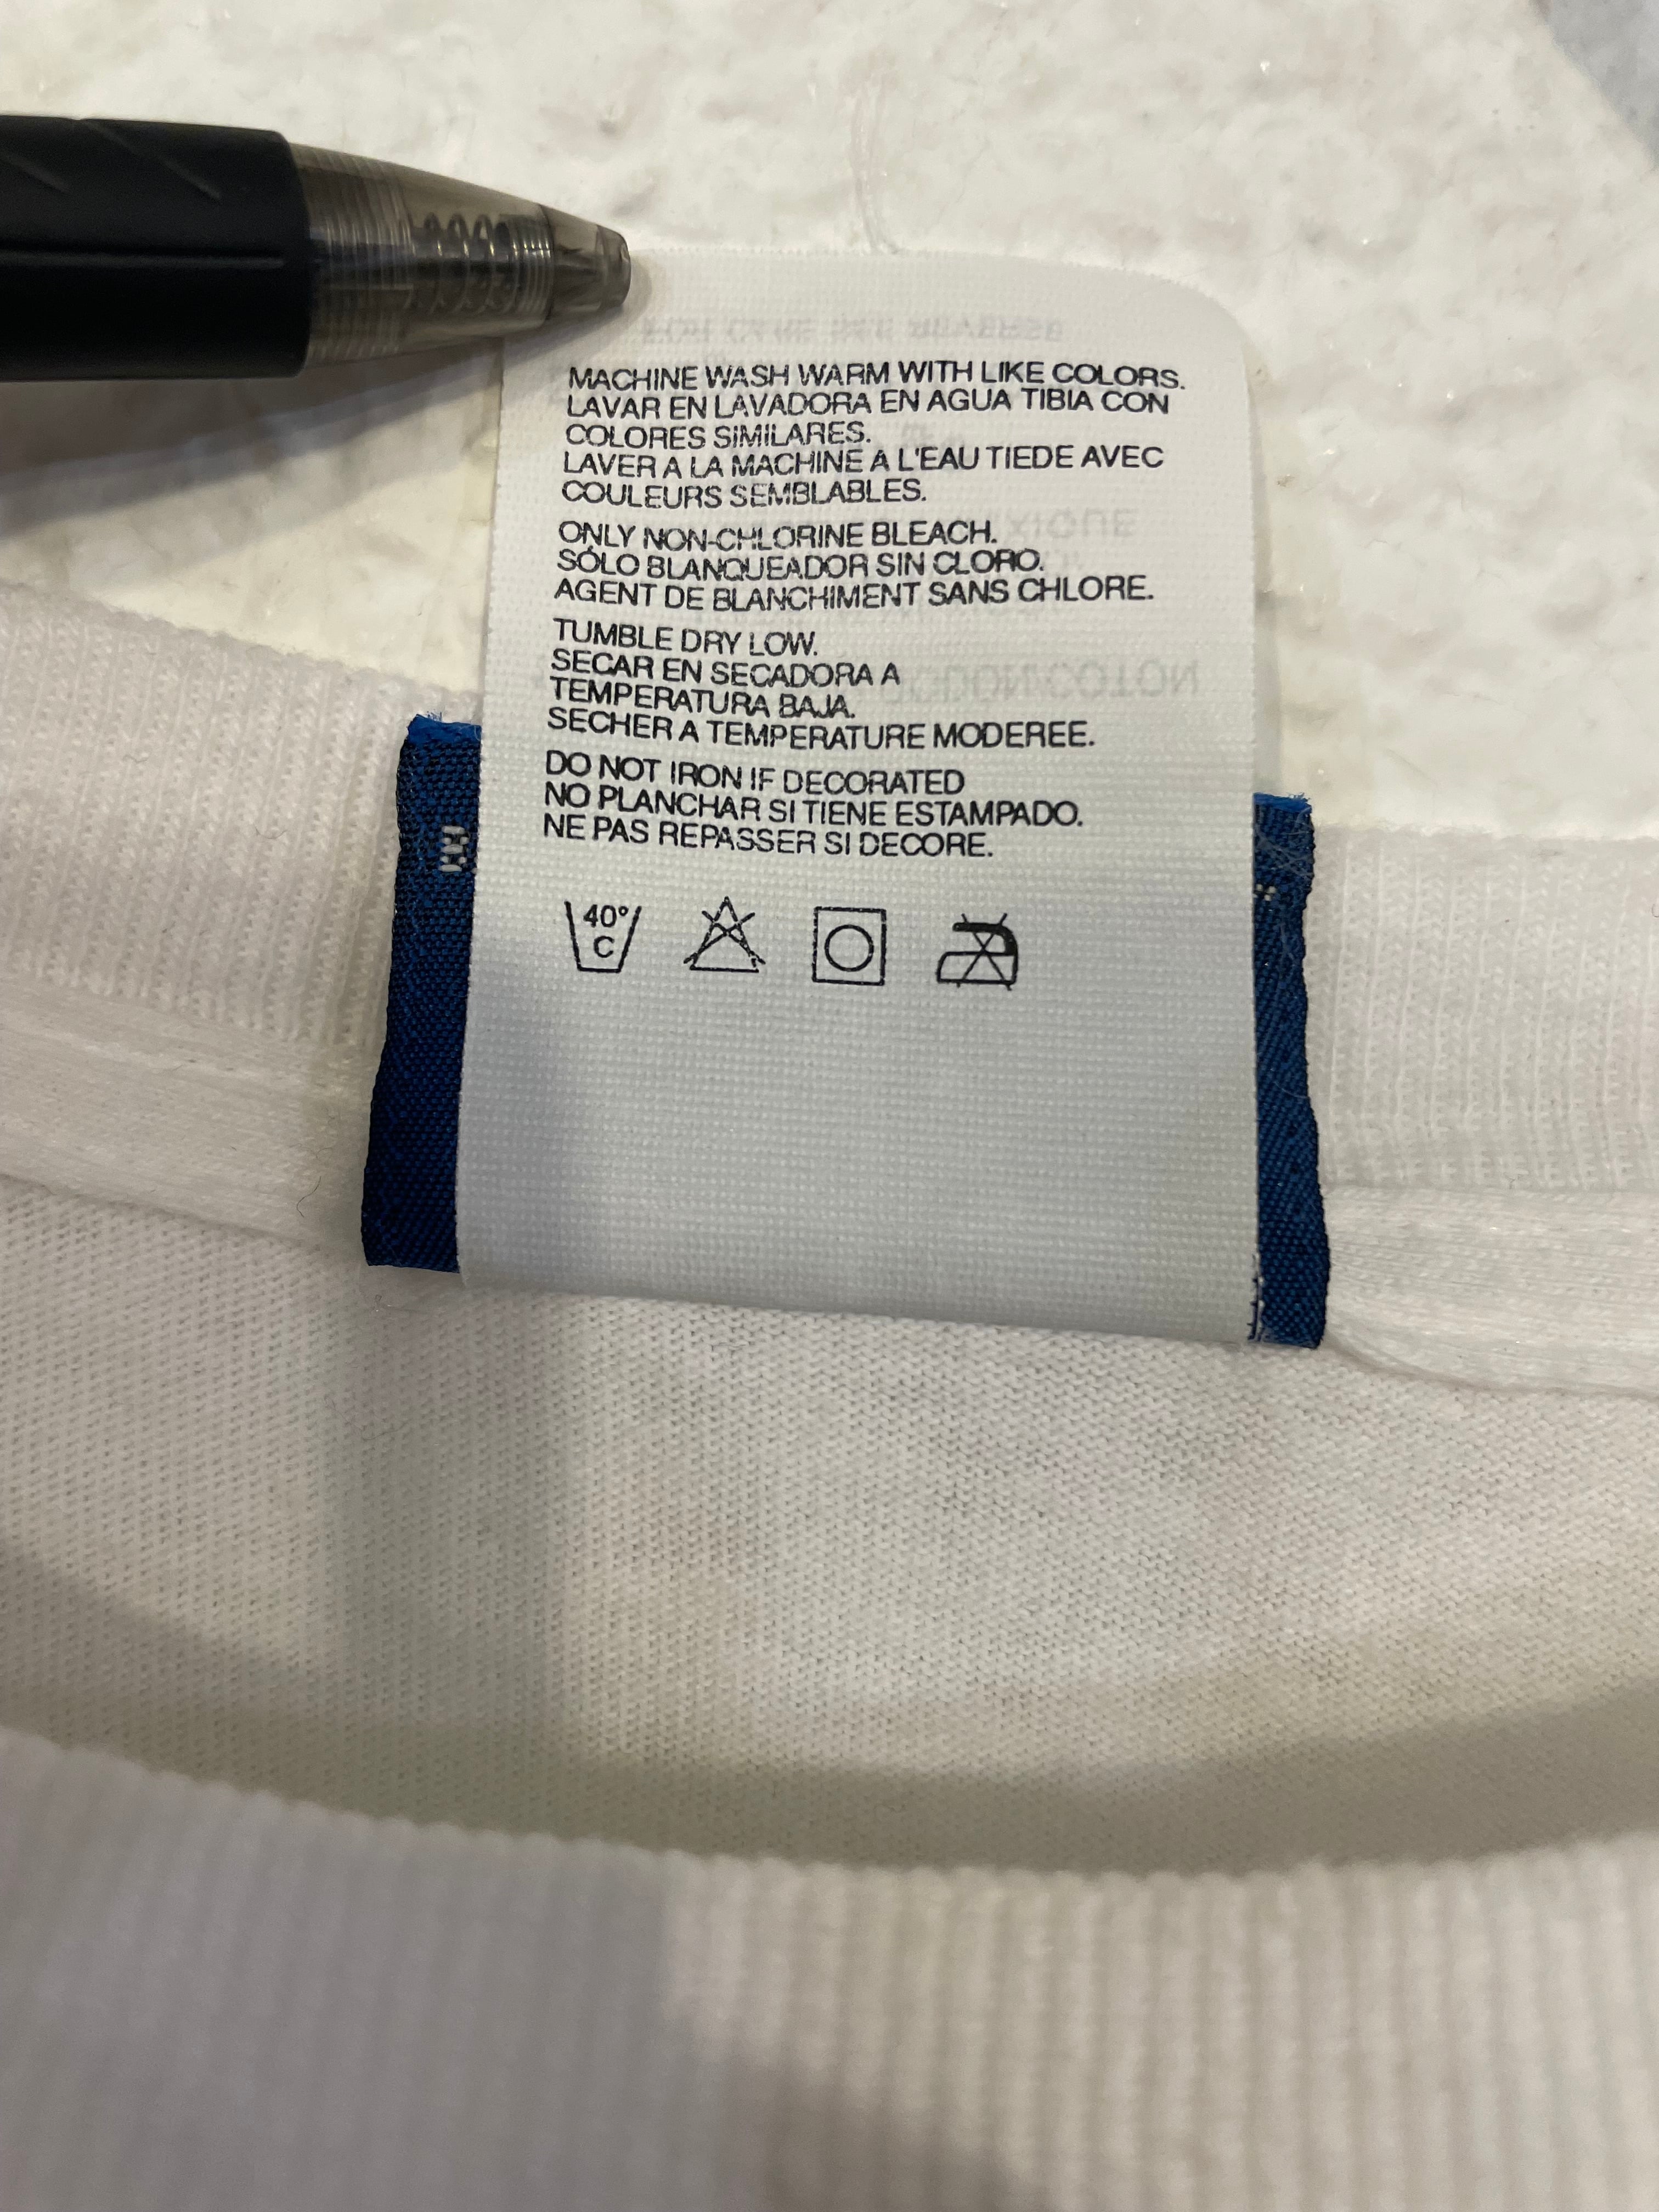 MACHINE WASH WARM WITH LIKE COLORS.
LAVAR EN LAVADORA EN AGUA TIBIA CON
COLORES SIMILARES.
LAVER A LA MACHINE A L'EAU TIEDE AVEC
COULEURS SEMBLABLES.
ONLY NON-CHLORINE BLEACH.
SÓLO BLANQUEADOR SIN CLORO.
AGENT DE BLANCHIMENT SANS CHLORE.
TUMBLE DRY LOW.
SECAR EN SECADORA A
TEMPERATURA BAJA.
SECHER A TEMPERATURE MODEREE.
DO NOT IRON IF DECORATED
NO PLANCHAR SI TIENE ESTAMPADO.
NE PAS REPASSER SI DECORE.
40°
C